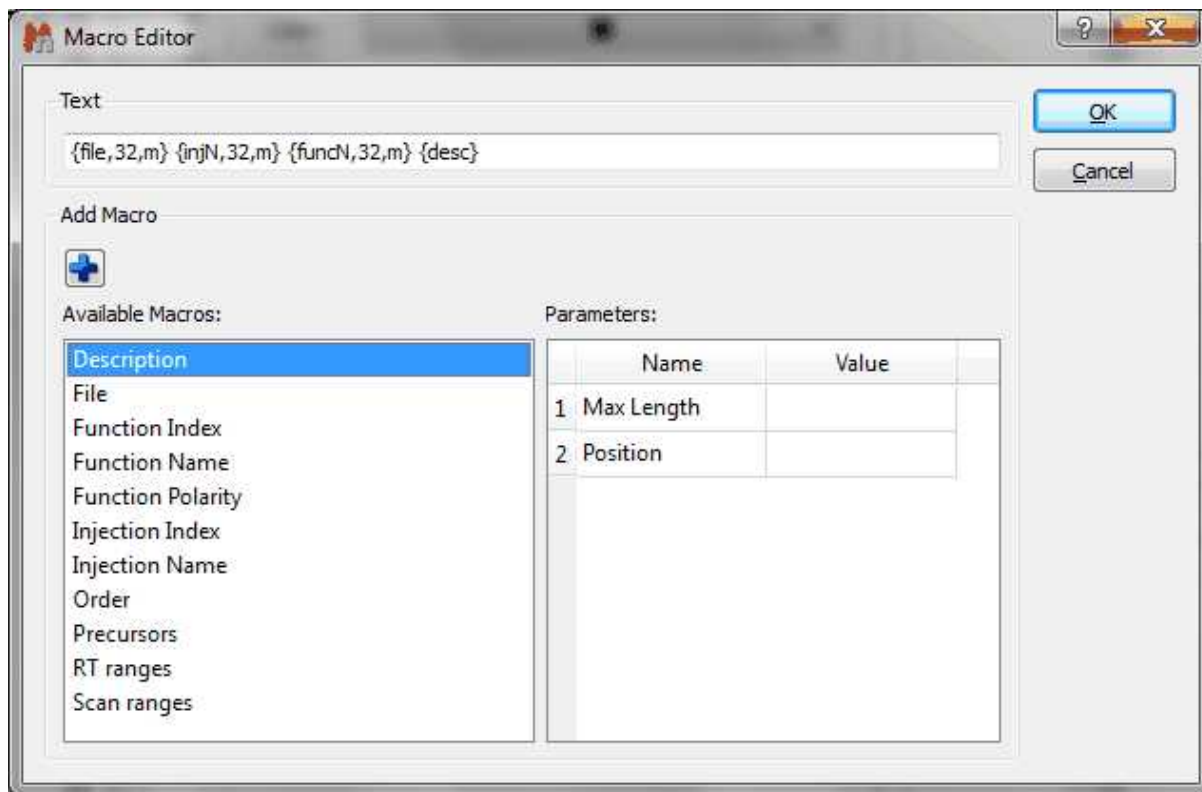 Macro Editor
?
X
Text
{file,32,m} {injN,32,m} {funcN,32,m} {desc}
OK
Cancel
Add Macro
Available Macros:
Description
File
Function Index
Function Name
Function Polarity
Injection Index
Injection Name
Order
Precursors
RT ranges
Scan ranges
Parameters:
Name Value
1 Max Length
2 Position